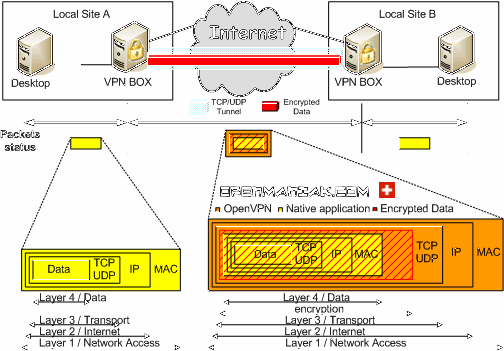 Local Site A
Local Site B
Internet
Desktop
VPN BOX
VPN BOX
Desktop
TCP/UDP
Tunnel
Encrypted
Data
Packets
status
OPENMANIAK.COM
OpenVPN
Native application
Encrypted Data
Data
TCP
UDP
IP
MAC
Data
TCP
UDP
IP
MAC
TCP
UDP
IP
MAC
Layer 4 / Data
Layer 3 / Transport
Layer 2 / Internet
Layer 1 / Network Access
Layer 4 / Data
encryption
Layer 3 / Transport
Layer 2 / Internet
Layer 1 / Network Access